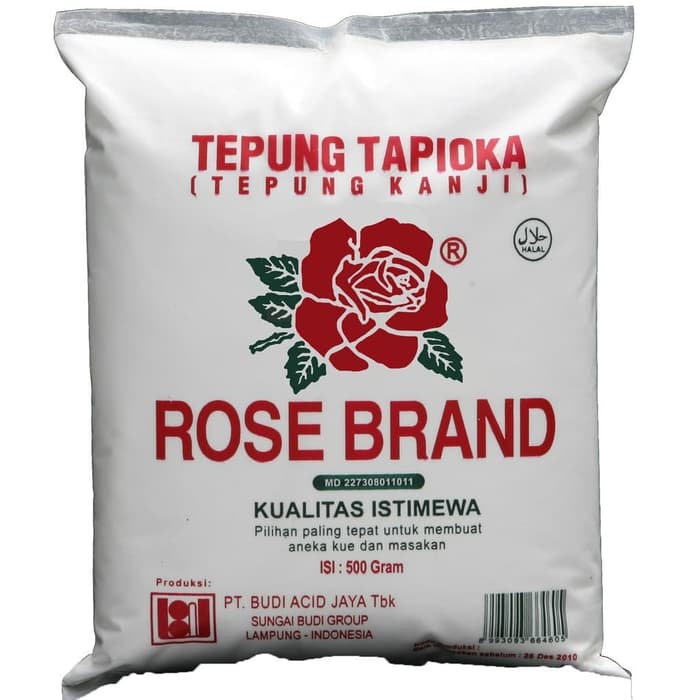 TEPUNG TAPIOKA
(TEPUNG KANJI)
®
حلال
HALAL
ROSE BRAND
MD 227308011011
KUALITAS ISTIMEWA
Pilihan paling tepat untuk membuat
aneka kue dan masakan
ISI : 500 Gram
Produksi:
PT. BUDI ACID JAYA Tbk
SUNGAI BUDI GROUP
LAMPUNG - INDONESIA
8 993093 664805
sebelum : 26 Des 2010